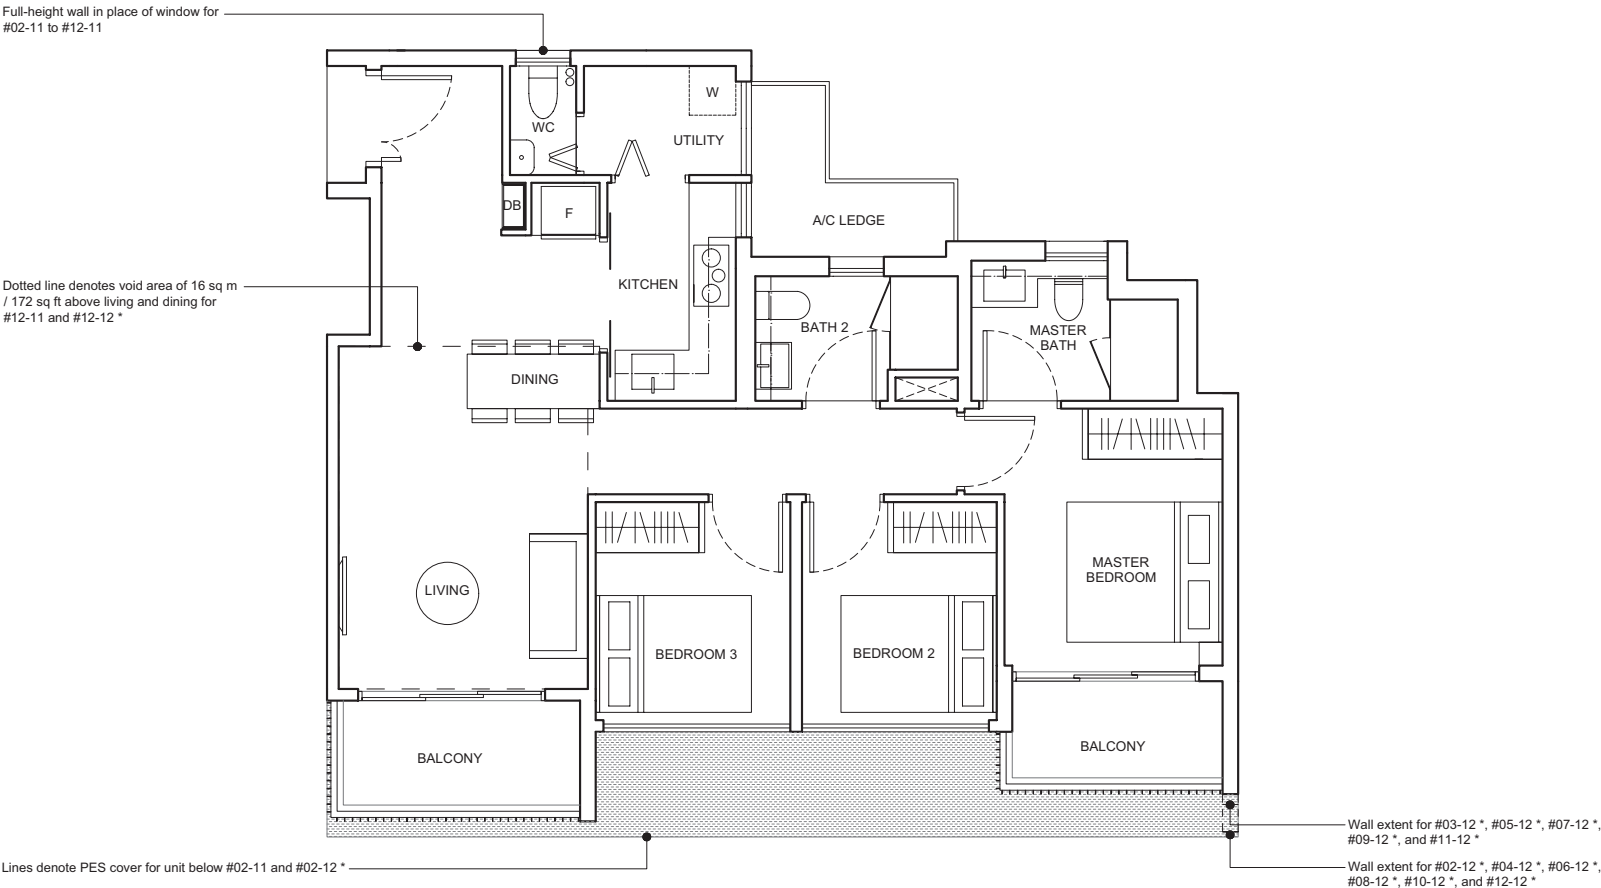 Full-height wall in place of window for
#02-11 to #12-11
W
WC
UTILITY
DB
F
A/C LEDGE
Dotted line denotes void area of 16 sq m
/ 172 sq ft above living and dining for
#12-11 and #12-12 *
KITCHEN
BATH 2
MASTER
BATH
DINING
LIVING
MASTER
BEDROOM
BEDROOM 3
BEDROOM 2
BALCONY
BALCONY
Wall extent for #03-12 *, #05-12 *, #07-12 *,
#09-12 *, and #11-12 *
Lines denote PES cover for unit below #02-11 and #02-12 *
Wall extent for #02-12 *, #04-12 *, #06-12 *,
#08-12 *, #10-12 *, and #12-12 *